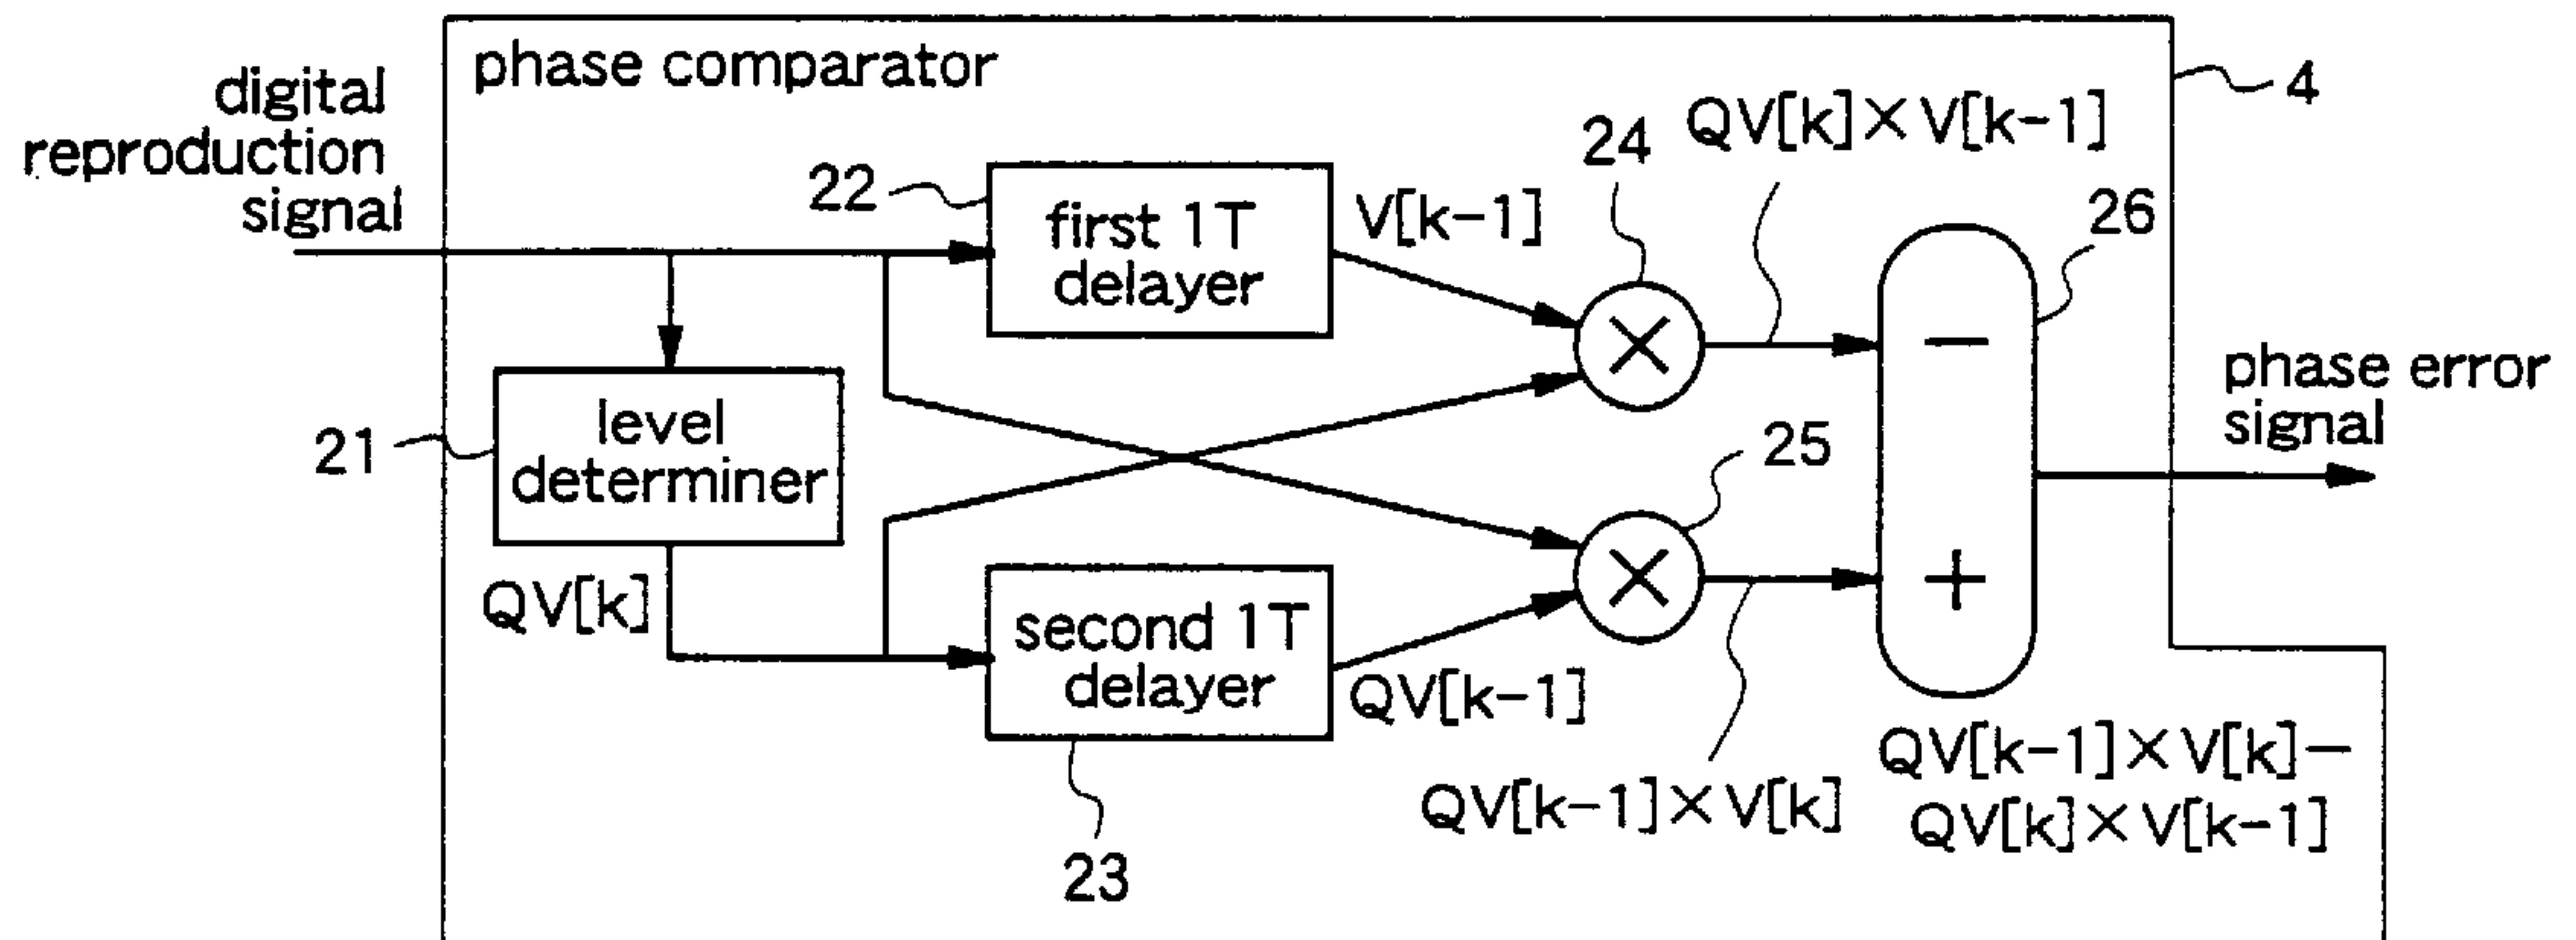 phase comparator
4
digital
reproduction
signal
QV[k]×V[k-1]
24
22
first 1T
delayer
V[k-1]
26
phase error
signal
21
level
determiner
25
QV[k]
second 1T
delayer
QV[k-1]
−
+
23
QV[k-1]×V[k]
QV[k-1]×V[k]−
QV[k]×V[k-1]
×
×